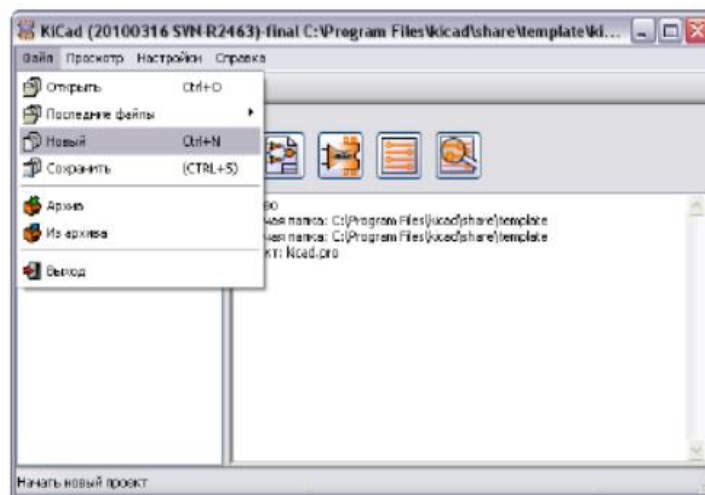 KiCad (20100316 SVN-R2463)-final C:\Program Files\kicad\share\template\ki...
Файл Просмотр Настройки Справка
Открыть Ctrl+O
Последние файлы
Новый Ctrl+N
Сохранить (CTRL+S)
Архив
Из архива
Выход
папка: C:\Program Files\kicad\share\template
папка: C:\Program Files\kicad\share\template
kicad.pro
Начать новый проект